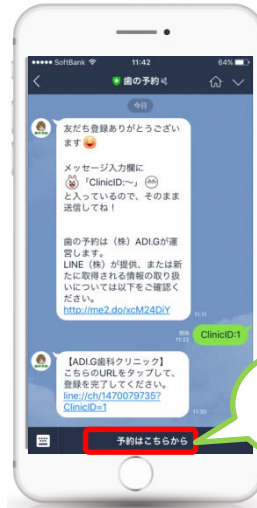 SoftBank 11:42 64%
歯の予約
今日
友だち登録ありがとうござい
ます
メッセージ入力欄に
「ClinicID:～」
と入っているので、そのまま
送信してね！
歯の予約は（株）ADI.Gが運
営します。
LINE（株）が提供、または新
たに取得される情報の取り扱
いについては以下をご確認く
ださい。
http://me2.do/xcM24DiY
11:11
既読
11:33
ClinicID:1
【ADI.G歯科クリニック】
こちらのURLをタップして、
登録を完了してください。
line://ch/1470079735?
ClinicID=1
予約はこちらから